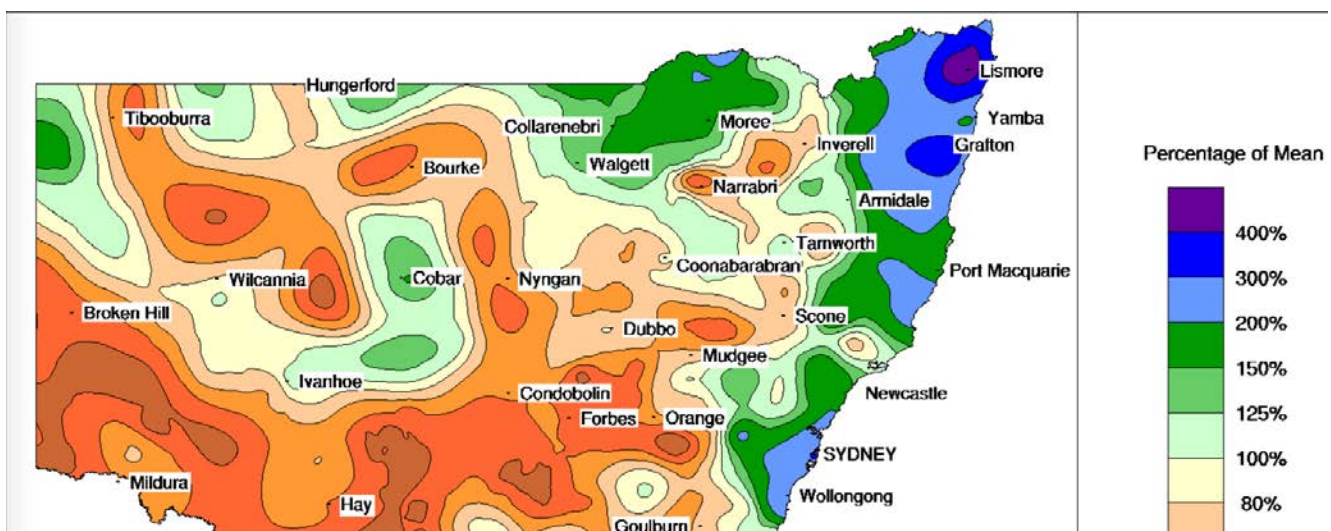 Lismore
Hungerford
Tibooburra
Yamba
Collarenebri
Moree
Inverell
Grafton
Bourke
Walgett
Narrabri
Armidale
Tamworth
Coonabarabran
Port Macquarie
Wilcannia
Cobar
Nyngan
Broken Hill
Scone
Dubbo
Mudgee
Ivanhoe
Condobolin
Newcastle
Forbes
Orange
SYDNEY
Mildura
Wollongong
Hay
Goulburn
Percentage of Mean
400%
300%
200%
150%
125%
100%
80%